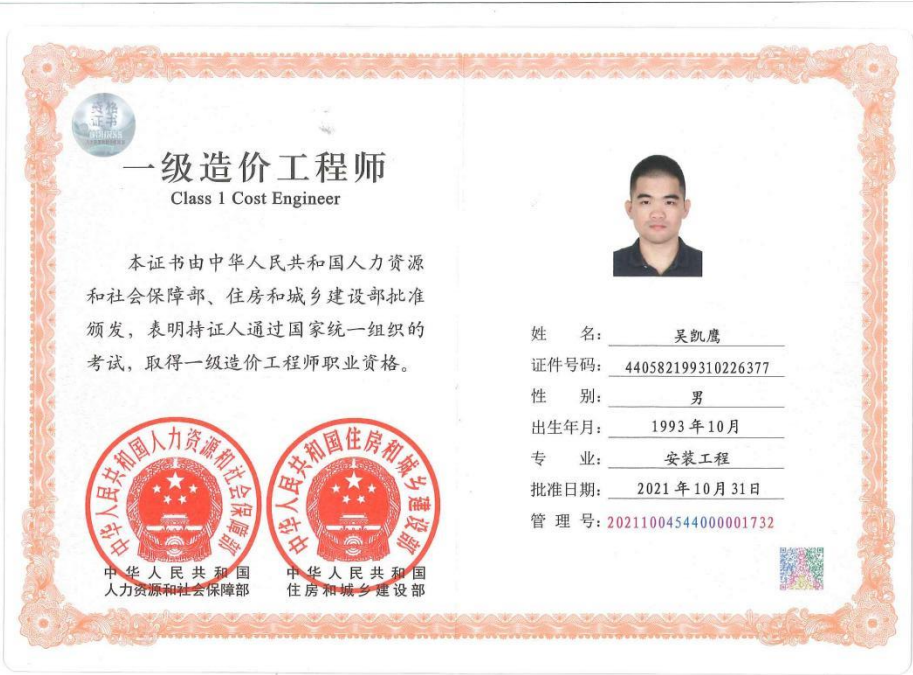 资格
证书
一级造价工程师
Class 1 Cost Engineer
本证书由中华人民共和国人力资源
和社会保障部、住房和城乡建设部批准
颁发，表明持证人通过国家统一组织的
考试，取得一级造价工程师职业资格。
中华人民共和国人力资源和社会保障部
中华人民共和国住房和城乡建设部
中华人民共和国
人力资源和社会保障部
中华人民共和国
住房和城乡建设部
姓 名： 吴凯鹰
证件号码： 440582199310226377
性 别： 男
出生年月： 1993年10月
专 业： 安装工程
批准日期： 2021年10月31日
管 理 号： 20211004544000001732